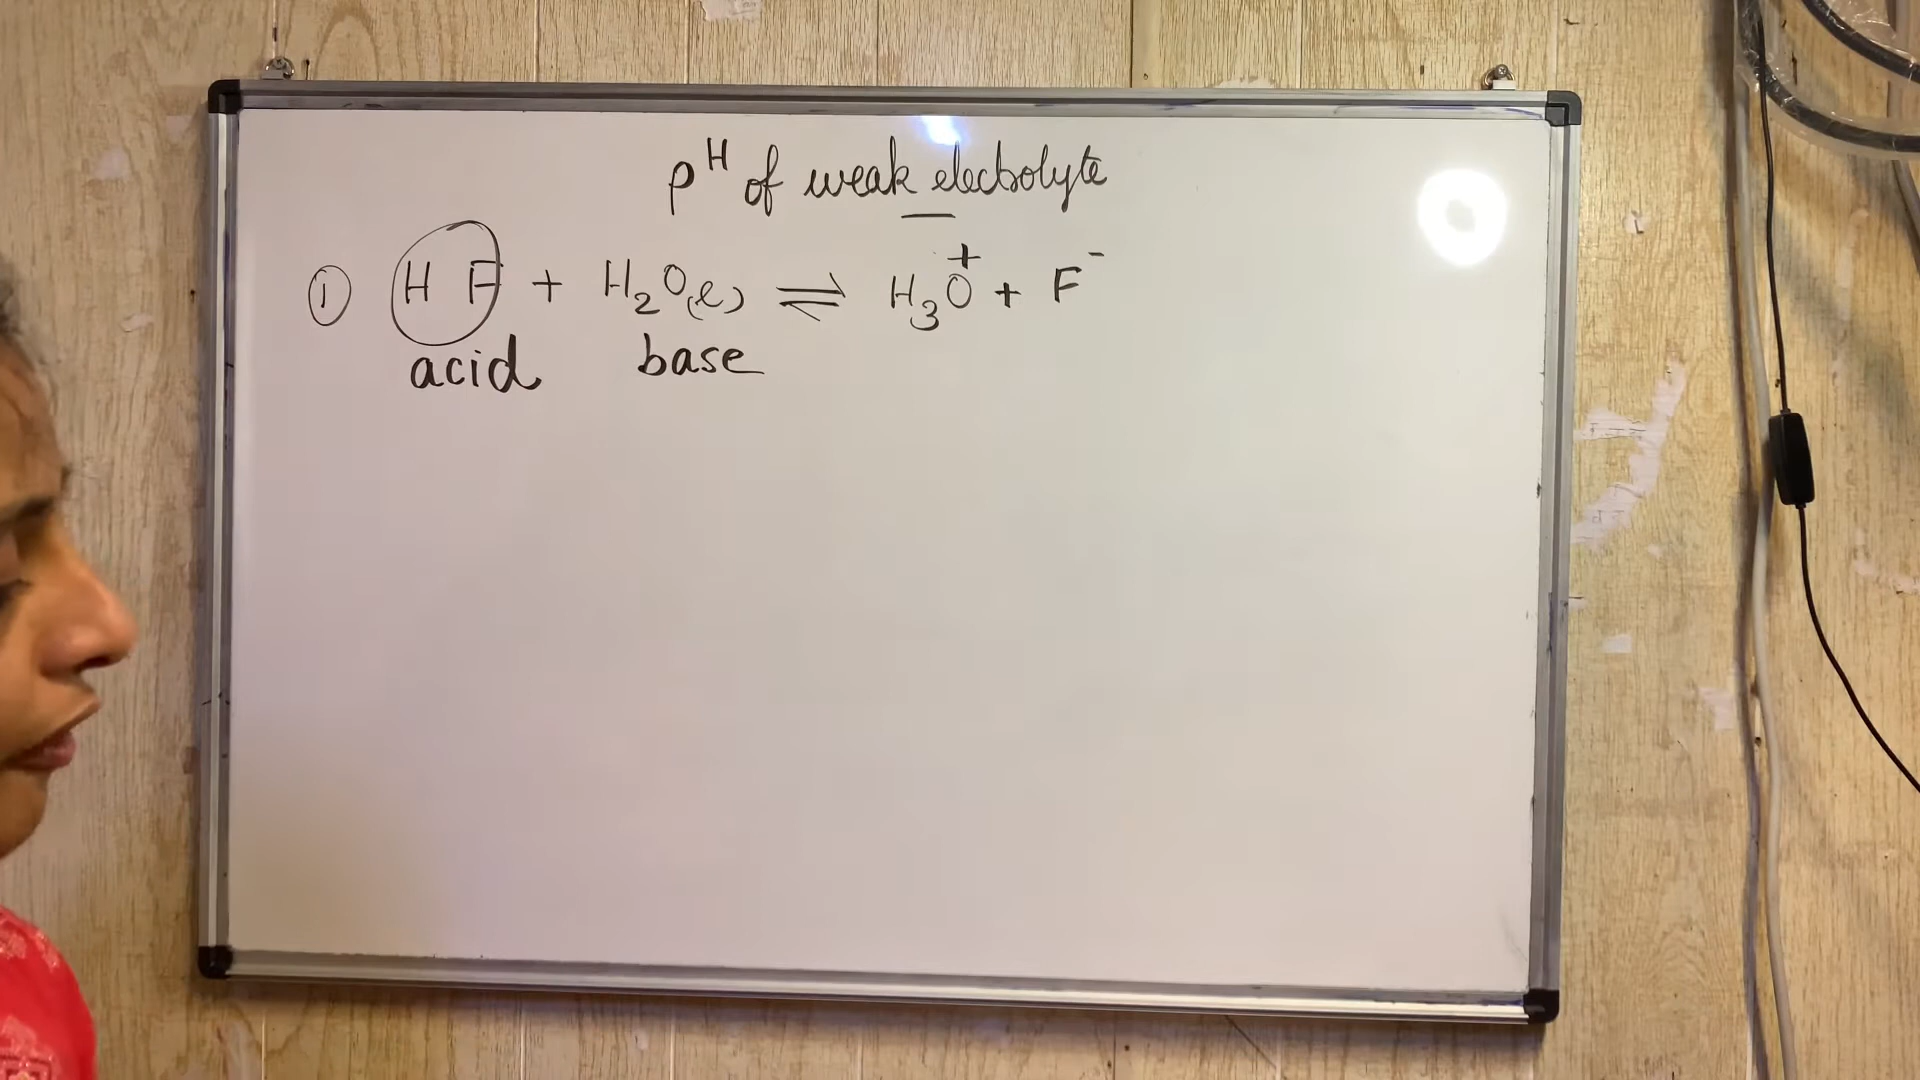 pᴴ of weak electrolyte
① HF + H₂O(l) ⇌ H₃O⁺ + F⁻
acid base